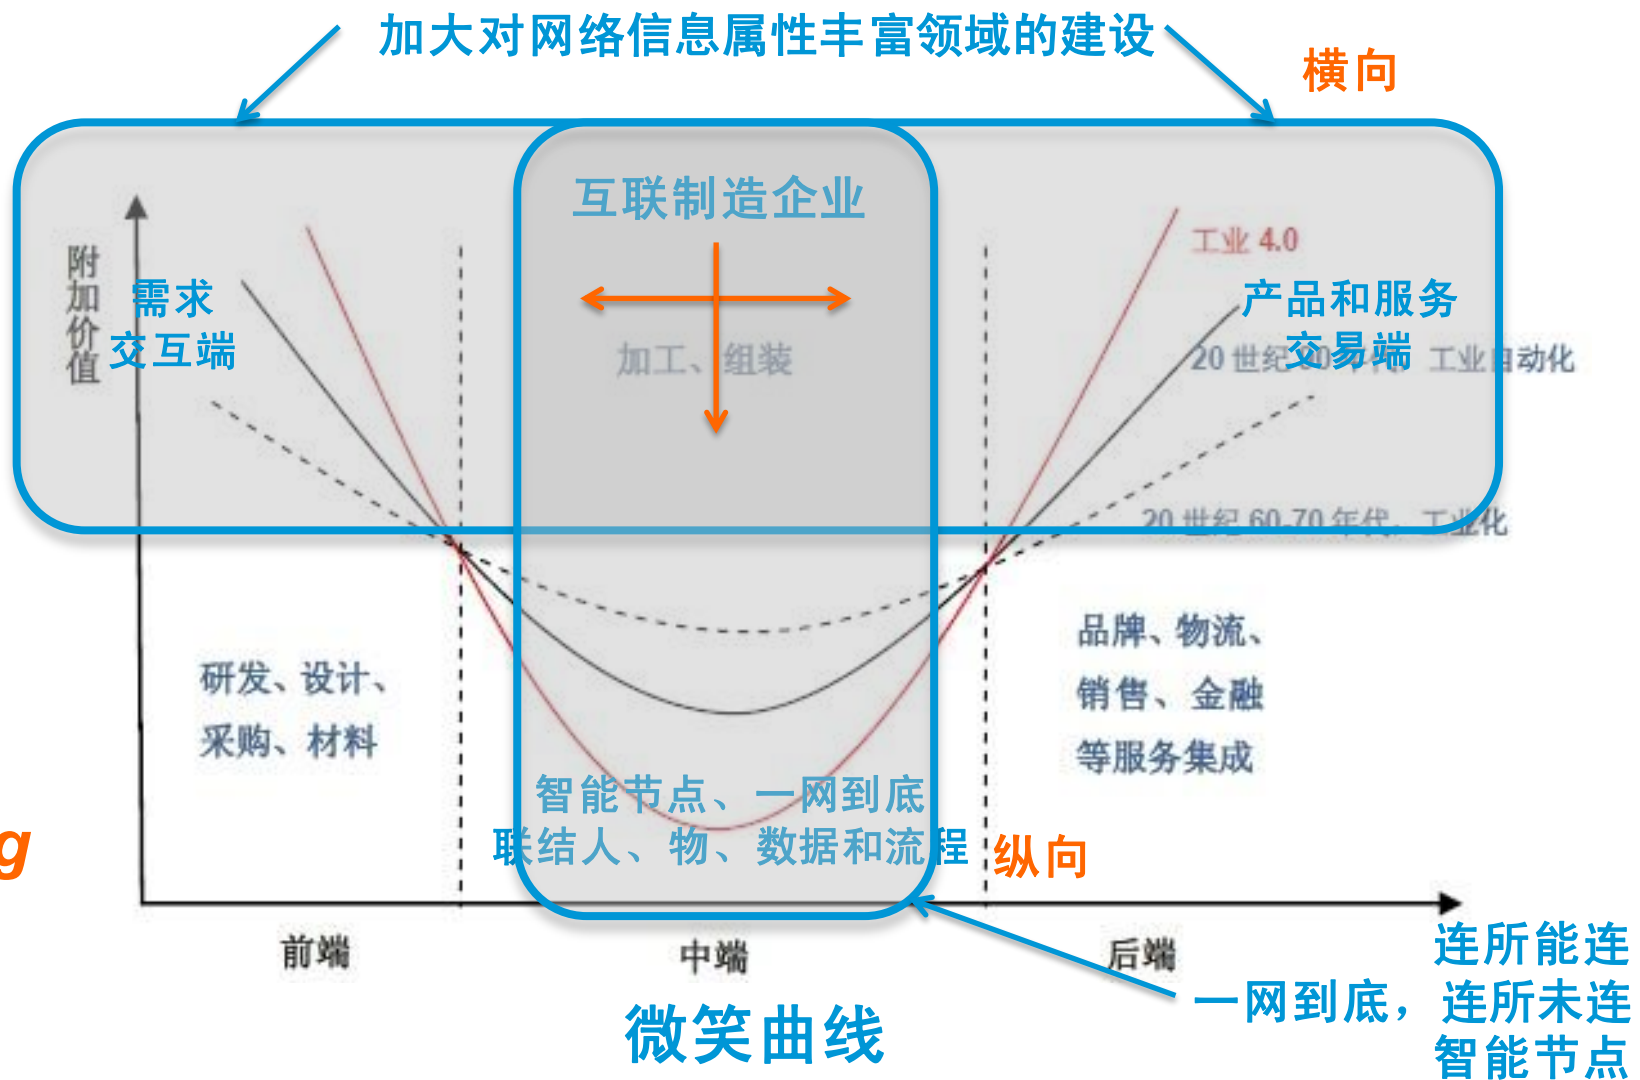 加大对网络信息属性丰富领域的建设
横向
互联制造企业
附加价值
需求
交互端
工业 4.0
产品和服务
交易端
加工、组装
20 世纪 90 年代，工业自动化
20 世纪 60-70 年代，工业化
研发、设计、
采购、材料
品牌、物流、
销售、金融
等服务集成
智能节点、一网到底
联结人、物、数据和流程
纵向
g
前端
中端
后端
连所能连
一网到底，连所未连
智能节点
微笑曲线